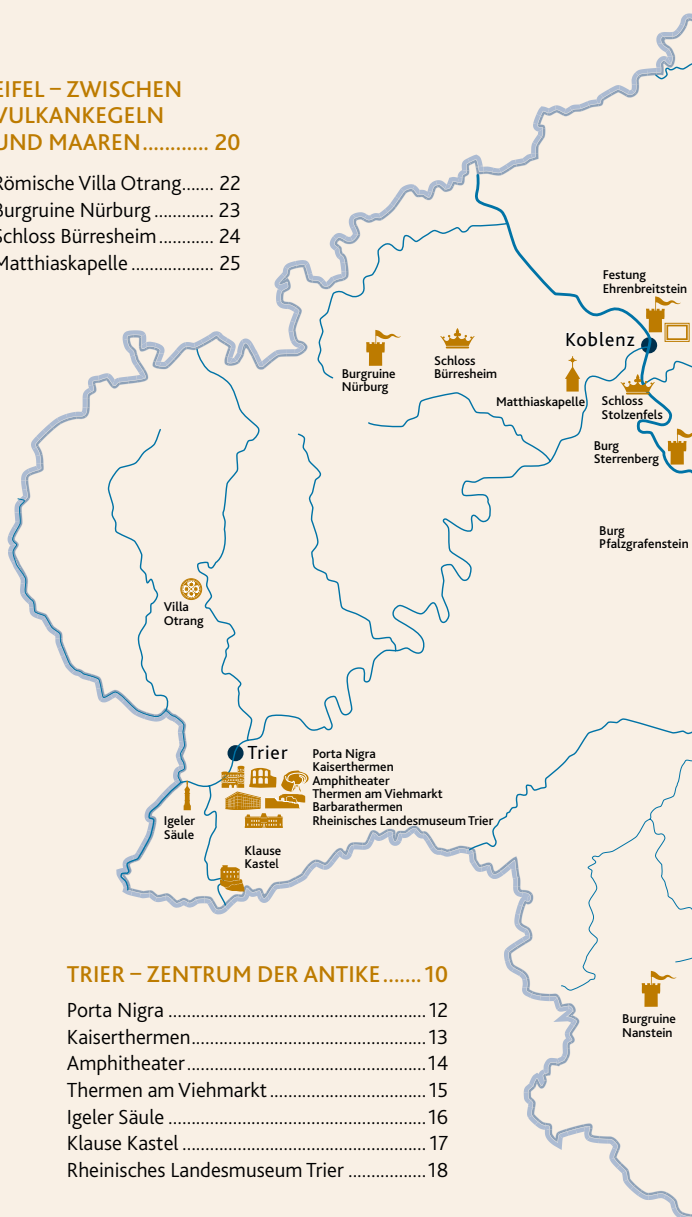 EIFEL – ZWISCHEN
VULKANKEGELN
UND MAAREN............ 20
Römische Villa Otrang....... 22
Burgruine Nürburg ............ 23
Schloss Bürresheim........... 24
Matthiaskapelle ................. 25
Festung
Ehrenbreitstein
Koblenz
Burgruine
Nürburg
Schloss
Bürresheim
Matthiaskapelle
Schloss
Stolzenfels
Burg
Sterrenberg
Burg
Pfalzgrafenstein
Villa
Otrang
Trier
Porta Nigra
Kaiserthermen
Amphitheater
Thermen am Viehmarkt
Barbarathermen
Rheinisches Landesmuseum Trier
Igeler
Säule
Klause
Kastel
Burgruine
Nanstein
TRIER – ZENTRUM DER ANTIKE.......10
Porta Nigra ....................................................12
Kaiserthermen...............................................13
Amphitheater................................................14
Thermen am Viehmarkt...............................15
Igeler Säule ....................................................16
Klause Kastel .................................................17
Rheinisches Landesmuseum Trier ................18